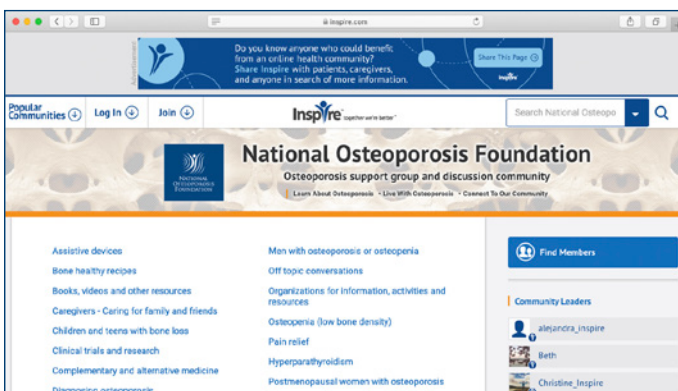 inspire.com
Advertisement
Do you know anyone who could benefit
from an online health community?
Share Inspire with patients, caregivers,
and anyone in search of more information.
Share This Page
Inspire
Popular
Communities
Log In
Join
Inspire together we're better
Search National Osteopo
NATIONAL
OSTEOPOROSIS
FOUNDATION
National Osteoporosis Foundation
Osteoporosis support group and discussion community
Learn About Osteoporosis • Live With Osteoporosis • Connect To Our Community
Assistive devices
Bone healthy recipes
Books, videos and other resources
Caregivers - Caring for family and friends
Children and teens with bone loss
Clinical trials and research
Complementary and alternative medicine
Diagnosing osteoporosis
Men with osteoporosis or osteopenia
Off topic conversations
Organizations for information, activities and
resources
Osteopenia (low bone density)
Pain relief
Hyperparathyroidism
Postmenopausal women with osteoporosis
Find Members
Community Leaders
alejandra_inspire
Beth
Christine_Inspire